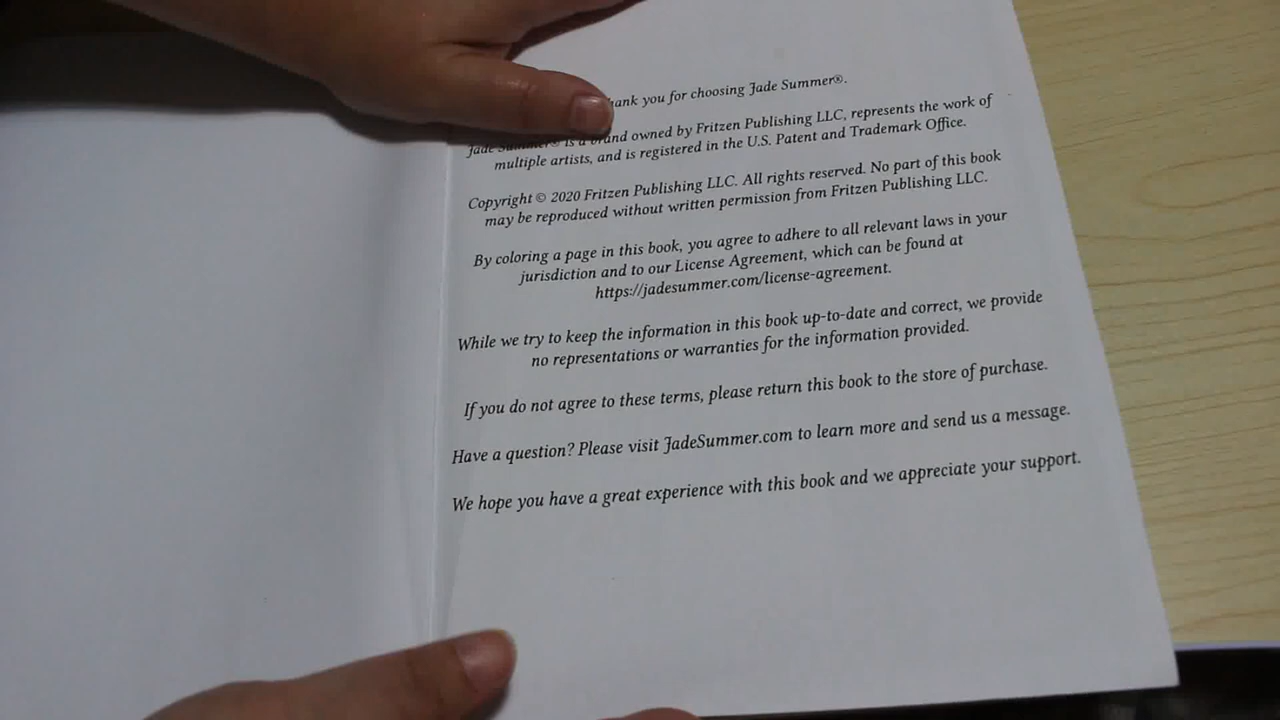 hank you for choosing Jade Summer®.
Jade Summer® is a brand owned by Fritzen Publishing LLC, represents the work of
multiple artists, and is registered in the U.S. Patent and Trademark Office.
Copyright © 2020 Fritzen Publishing LLC. All rights reserved. No part of this book
may be reproduced without written permission from Fritzen Publishing LLC.
By coloring a page in this book, you agree to adhere to all relevant laws in your
jurisdiction and to our License Agreement, which can be found at
https://jadesummer.com/license-agreement.
While we try to keep the information in this book up-to-date and correct, we provide
no representations or warranties for the information provided.
If you do not agree to these terms, please return this book to the store of purchase.
Have a question? Please visit JadeSummer.com to learn more and send us a message.
We hope you have a great experience with this book and we appreciate your support.